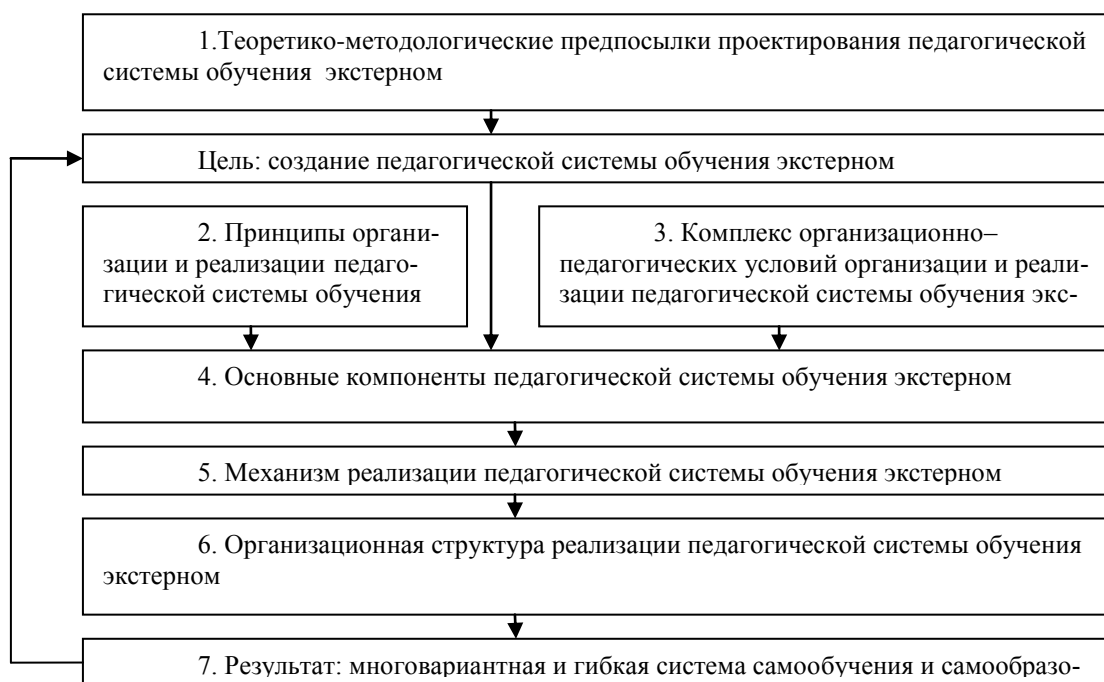 1.Теоретико-методологические предпосылки проектирования педагогической
системы обучения экстерном
Цель: создание педагогической системы обучения экстерном
2. Принципы органи-
зации и реализации педаго-
гической системы обучения
3. Комплекс организационно–
педагогических условий организации и реали-
зации педагогической системы обучения экс-
4. Основные компоненты педагогической системы обучения экстерном
5. Механизм реализации педагогической системы обучения экстерном
6. Организационная структура реализации педагогической системы обучения
экстерном
7. Результат: многовариантная и гибкая система самообучения и самообразо-